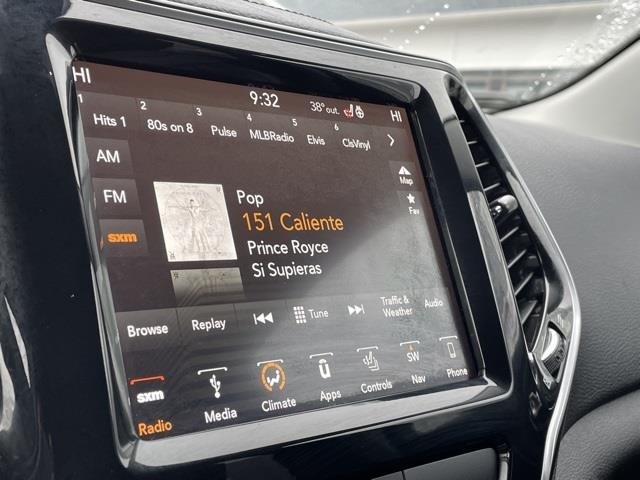 HI 9:32 38° out. HI
1 Hits 1 2 80s on 8 3 Pulse 4 MLBRadio 5 Elvis 6 ClsVinyl
AM
Map
FM
Fav
sxm
Pop
151 Caliente
Prince Royce
Si Supieras
Browse Replay Tune Traffic & Weather Audio
sxm SW
Radio Media Climate Apps Controls Nav Phone